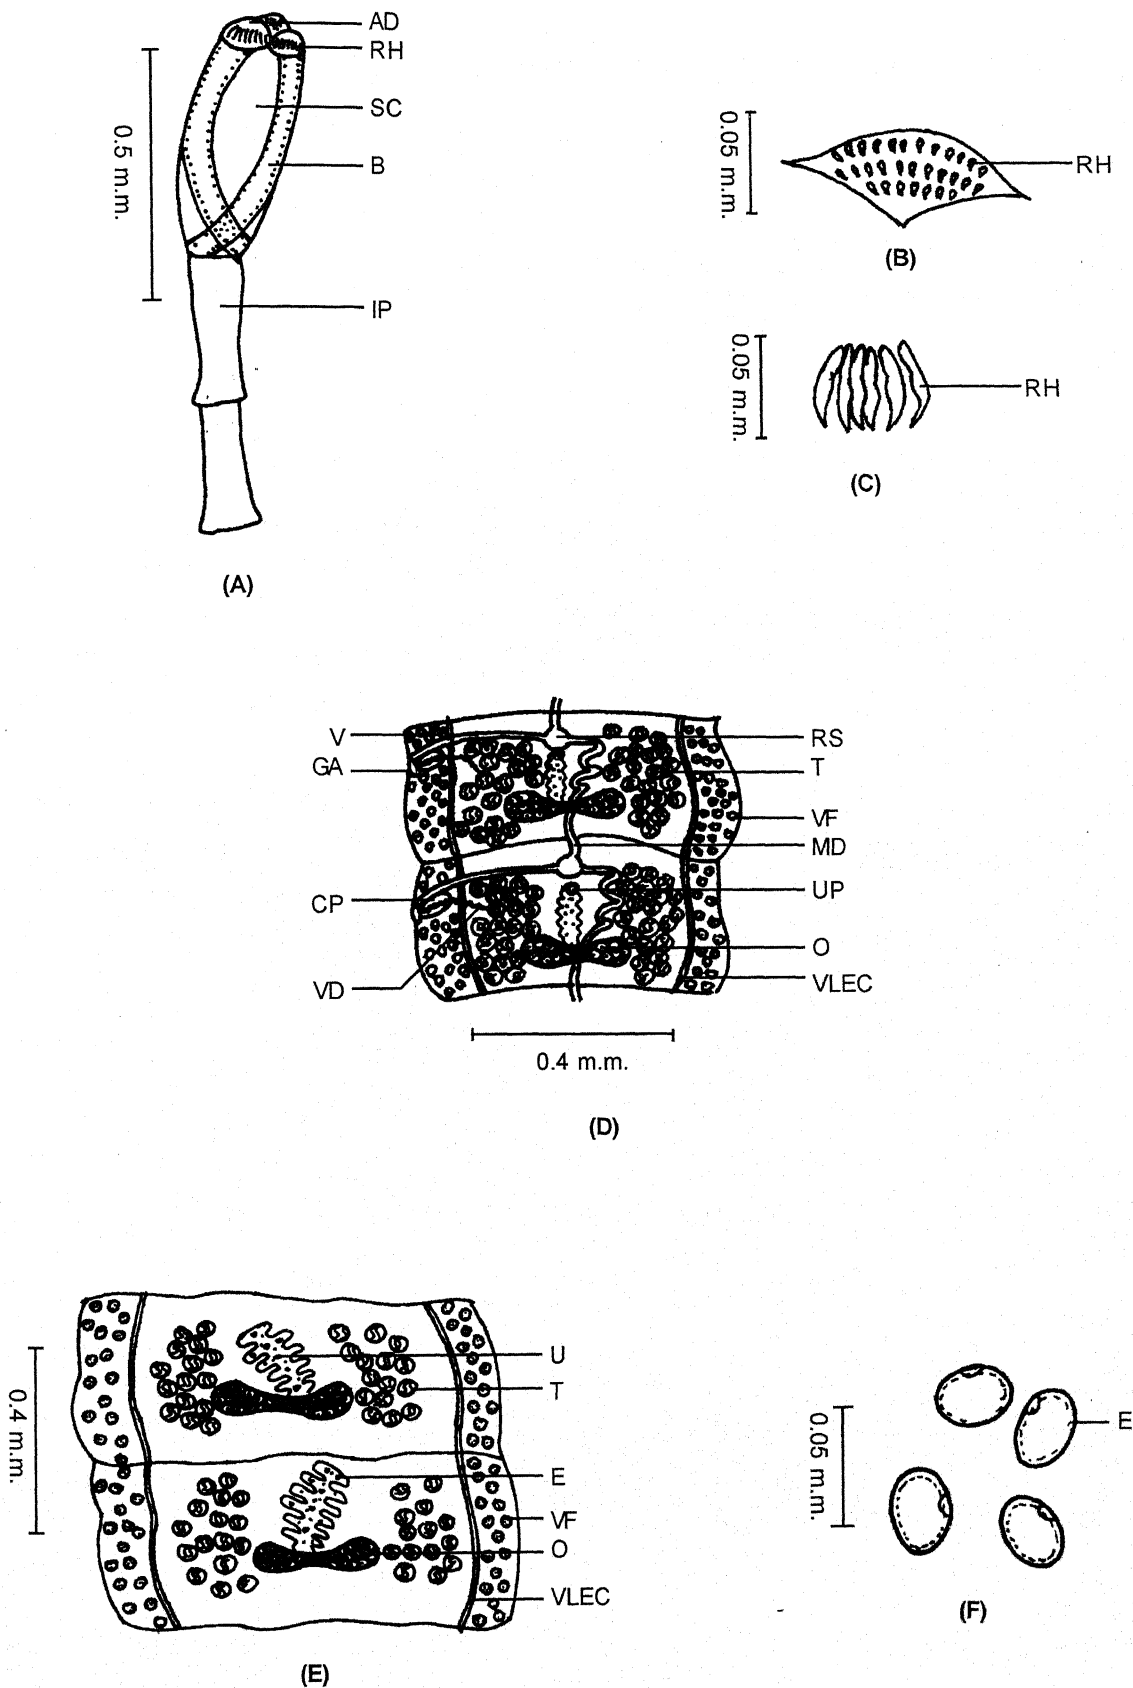 AD
RH
SC
B
IP
0.5 m.m.
(A)
0.05 m.m.
RH
(B)
0.05 m.m.
RH
(C)
V
GA
CP
VD
RS
T
VF
MD
UP
O
VLEC
0.4 m.m.
(D)
0.4 m.m.
U
T
E
VF
O
VLEC
(E)
0.05 m.m.
E
(F)